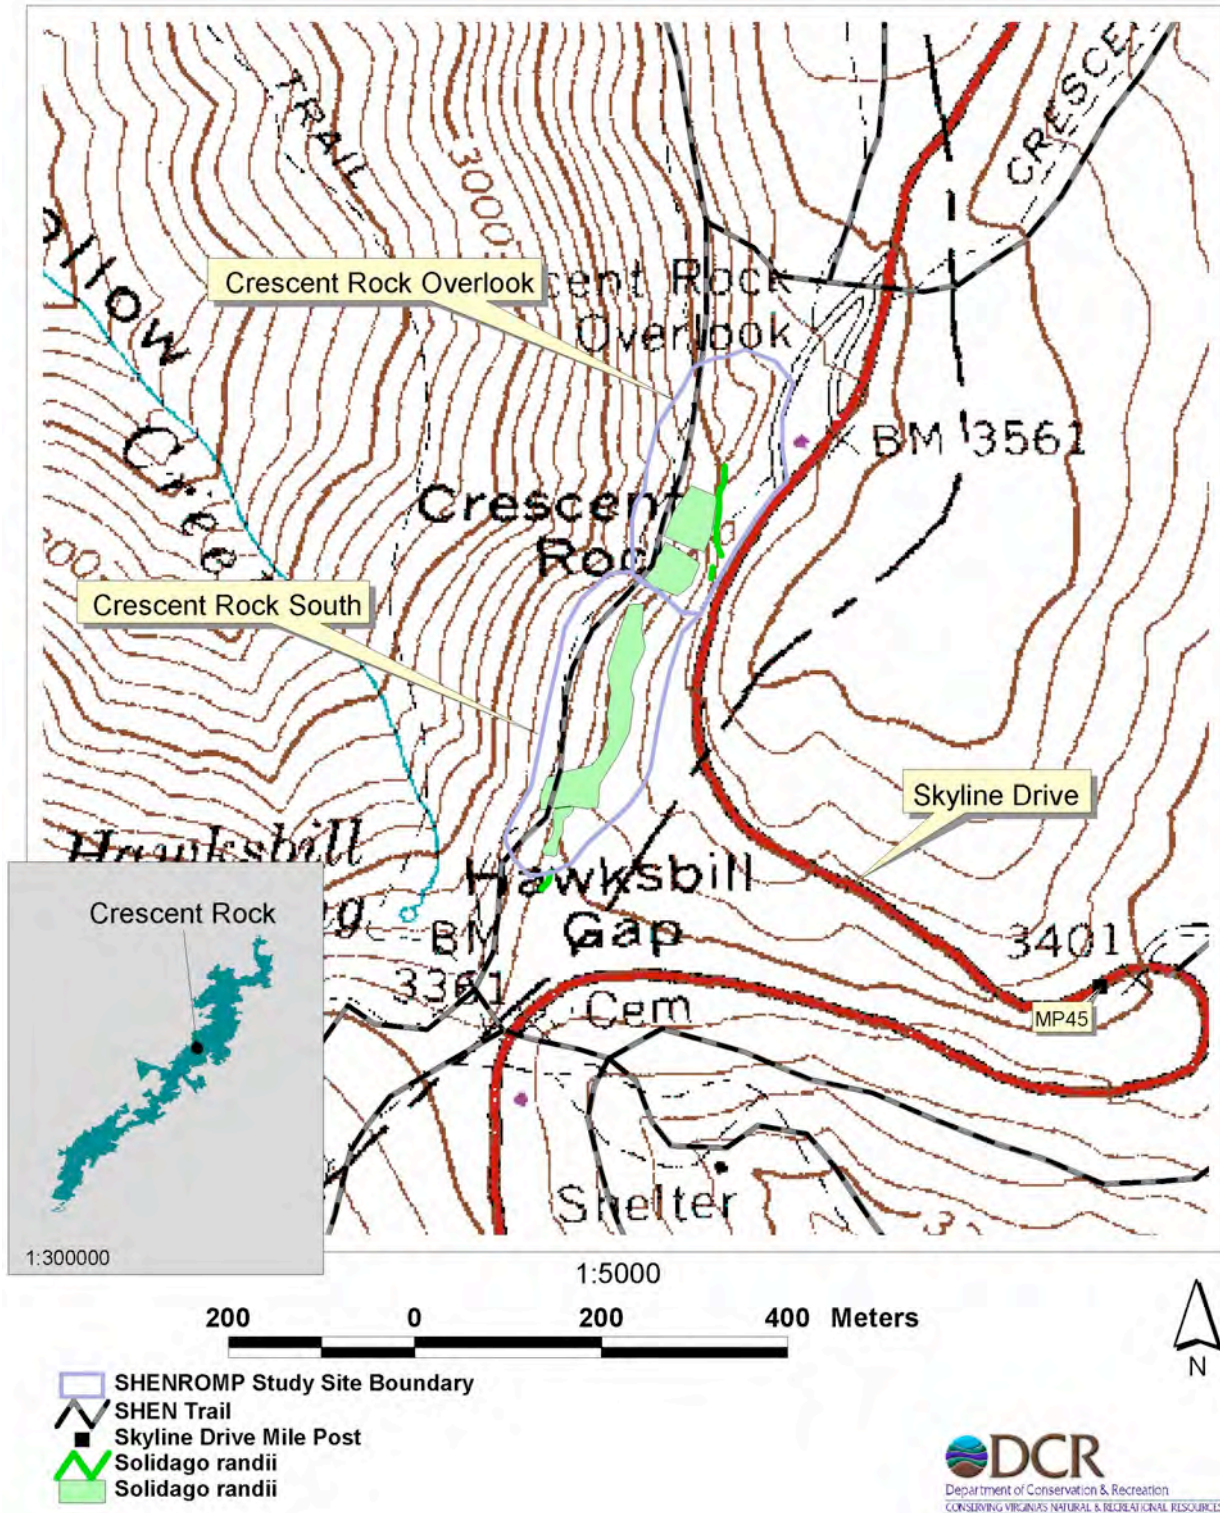 TRAIL
CRESCE
3000
ollow
Crescent Rock Overlook
cent Rock
Overlook
BM 3561
Cree
Crescent
Roc
Crescent Rock South
Skyline Drive
Hawksbill
Hawksbill
Gap
BM
3361
3401
MP45
Cem
Shelter
Crescent Rock
1:300000
1:5000
200 0 200 400 Meters
N
SHENROMP Study Site Boundary
SHEN Trail
Skyline Drive Mile Post
Solidago randii
Solidago randii
DCR
Department of Conservation & Recreation
CONSERVING VIRGINIA'S NATURAL & RECREATIONAL RESOURCES